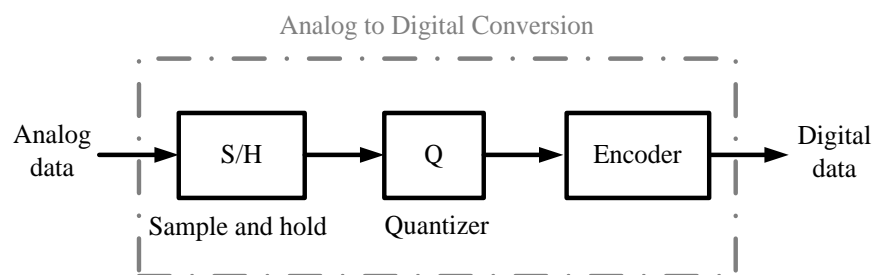 Analog to Digital Conversion
Analog
data
S/H
Q
Encoder
Digital
data
Sample and hold
Quantizer